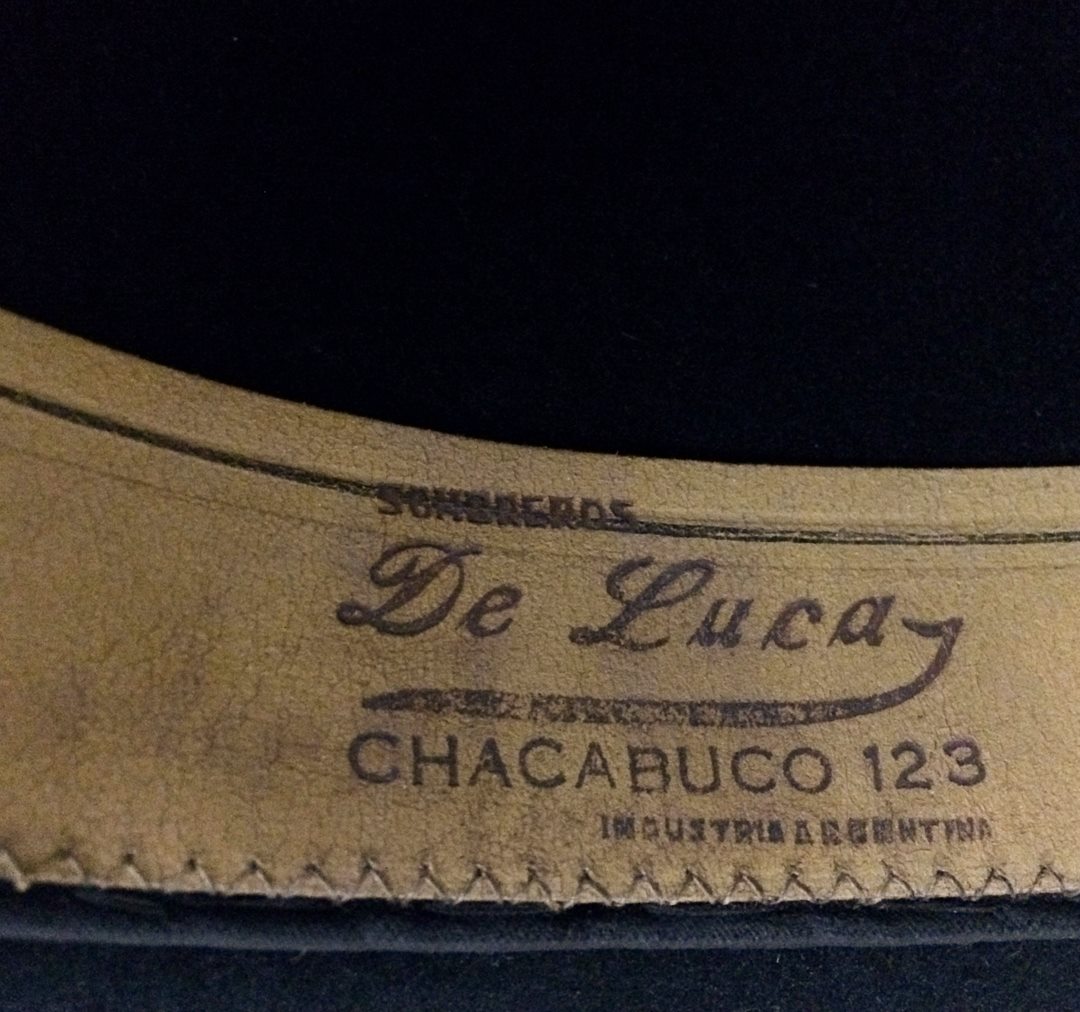 SOMBREROS
De Luca
CHACABUCO 123
INDUSTRIA ARGENTINA